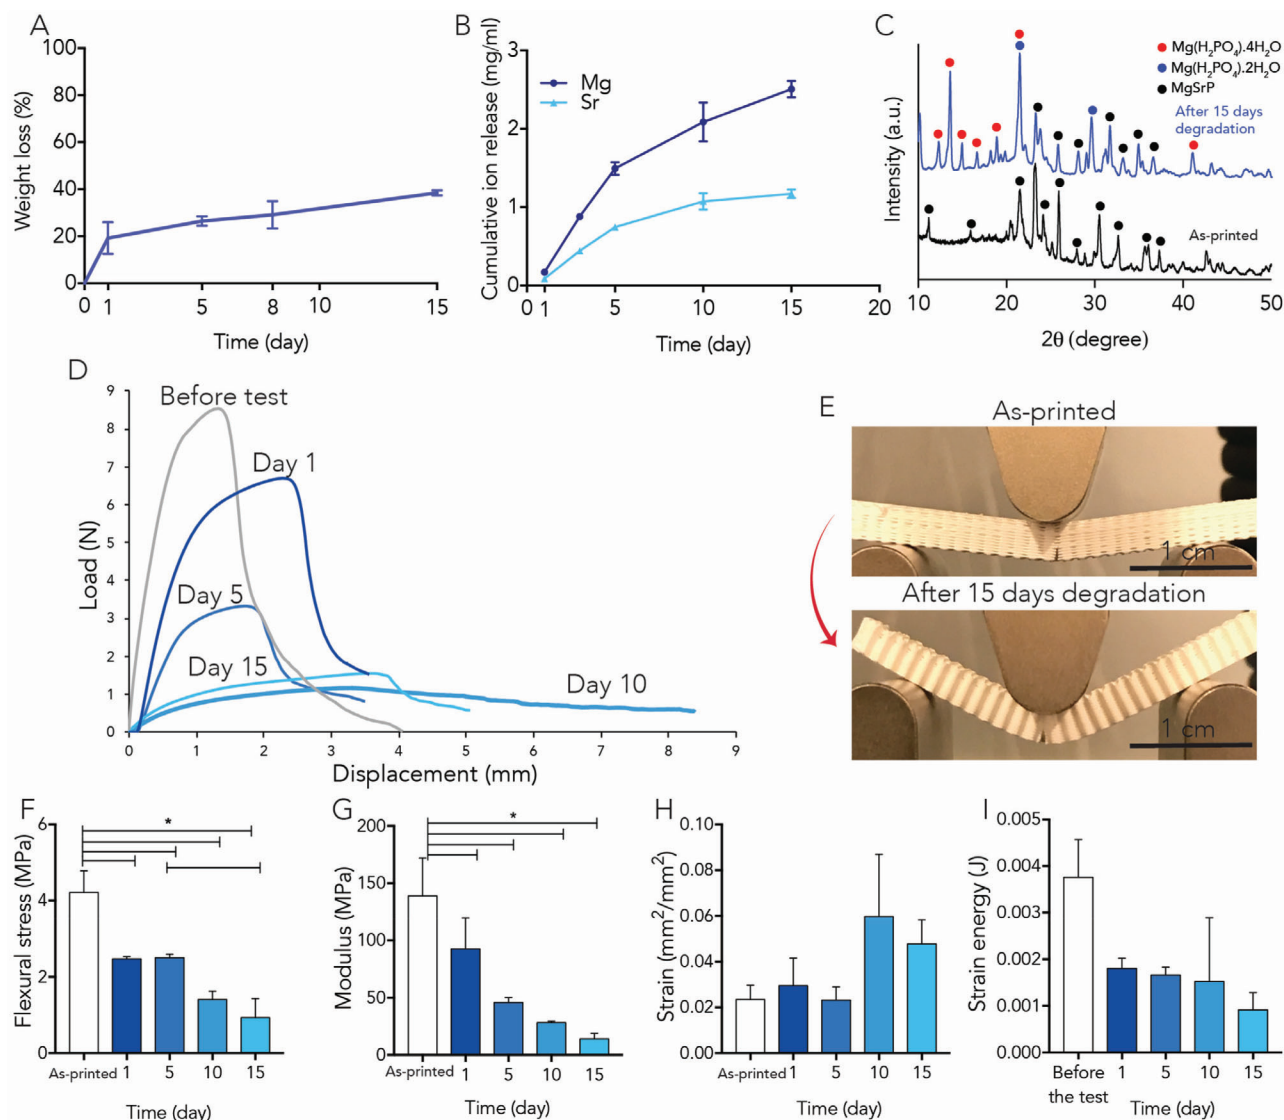 A
Weight loss (%)
100
80
60
40
20
0
0 1 5 8 10 15
Time (day)
B
Cumulative ion release (mg/ml)
3
2
1
0
Mg
Sr
0 1 5 10 15 20
Time (day)
C
Intensity (a.u.)
Mg(H₂PO₄).4H₂O
Mg(H₂PO₄).2H₂O
MgSrP
After 15 days
degradation
As-printed
10 20 30 40 50
2θ (degree)
D
Load (N)
9
8
7
6
5
4
3
2
1
0
Before test
Day 1
Day 5
Day 15
Day 10
0 1 2 3 4 5 6 7 8 9
Displacement (mm)
E
As-printed
1 cm
After 15 days degradation
1 cm
F
Flexural stress (MPa)
6
4
2
0
*
As-printed 1 5 10 15
Time (day)
G
Modulus (MPa)
200
150
100
50
0
*
As-printed 1 5 10 15
Time (day)
H
Strain (mm²/mm²)
0.10
0.08
0.06
0.04
0.02
0.00
As-printed 1 5 10 15
Time (day)
I
Strain energy (J)
0.005
0.004
0.003
0.002
0.001
0.000
Before 1 5 10 15
the test
Time (day)